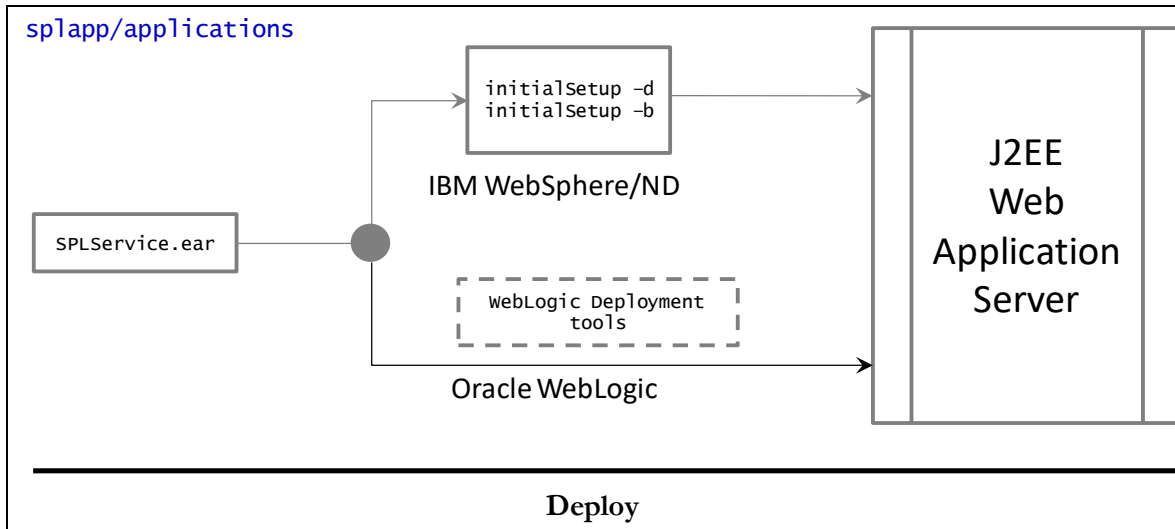 splapp/applications
initialSetup –d
initialSetup –b
IBM WebSphere/ND
SPLService.ear
WebLogic Deployment
tools
Oracle WebLogic
J2EE
Web
Application
Server
Deploy